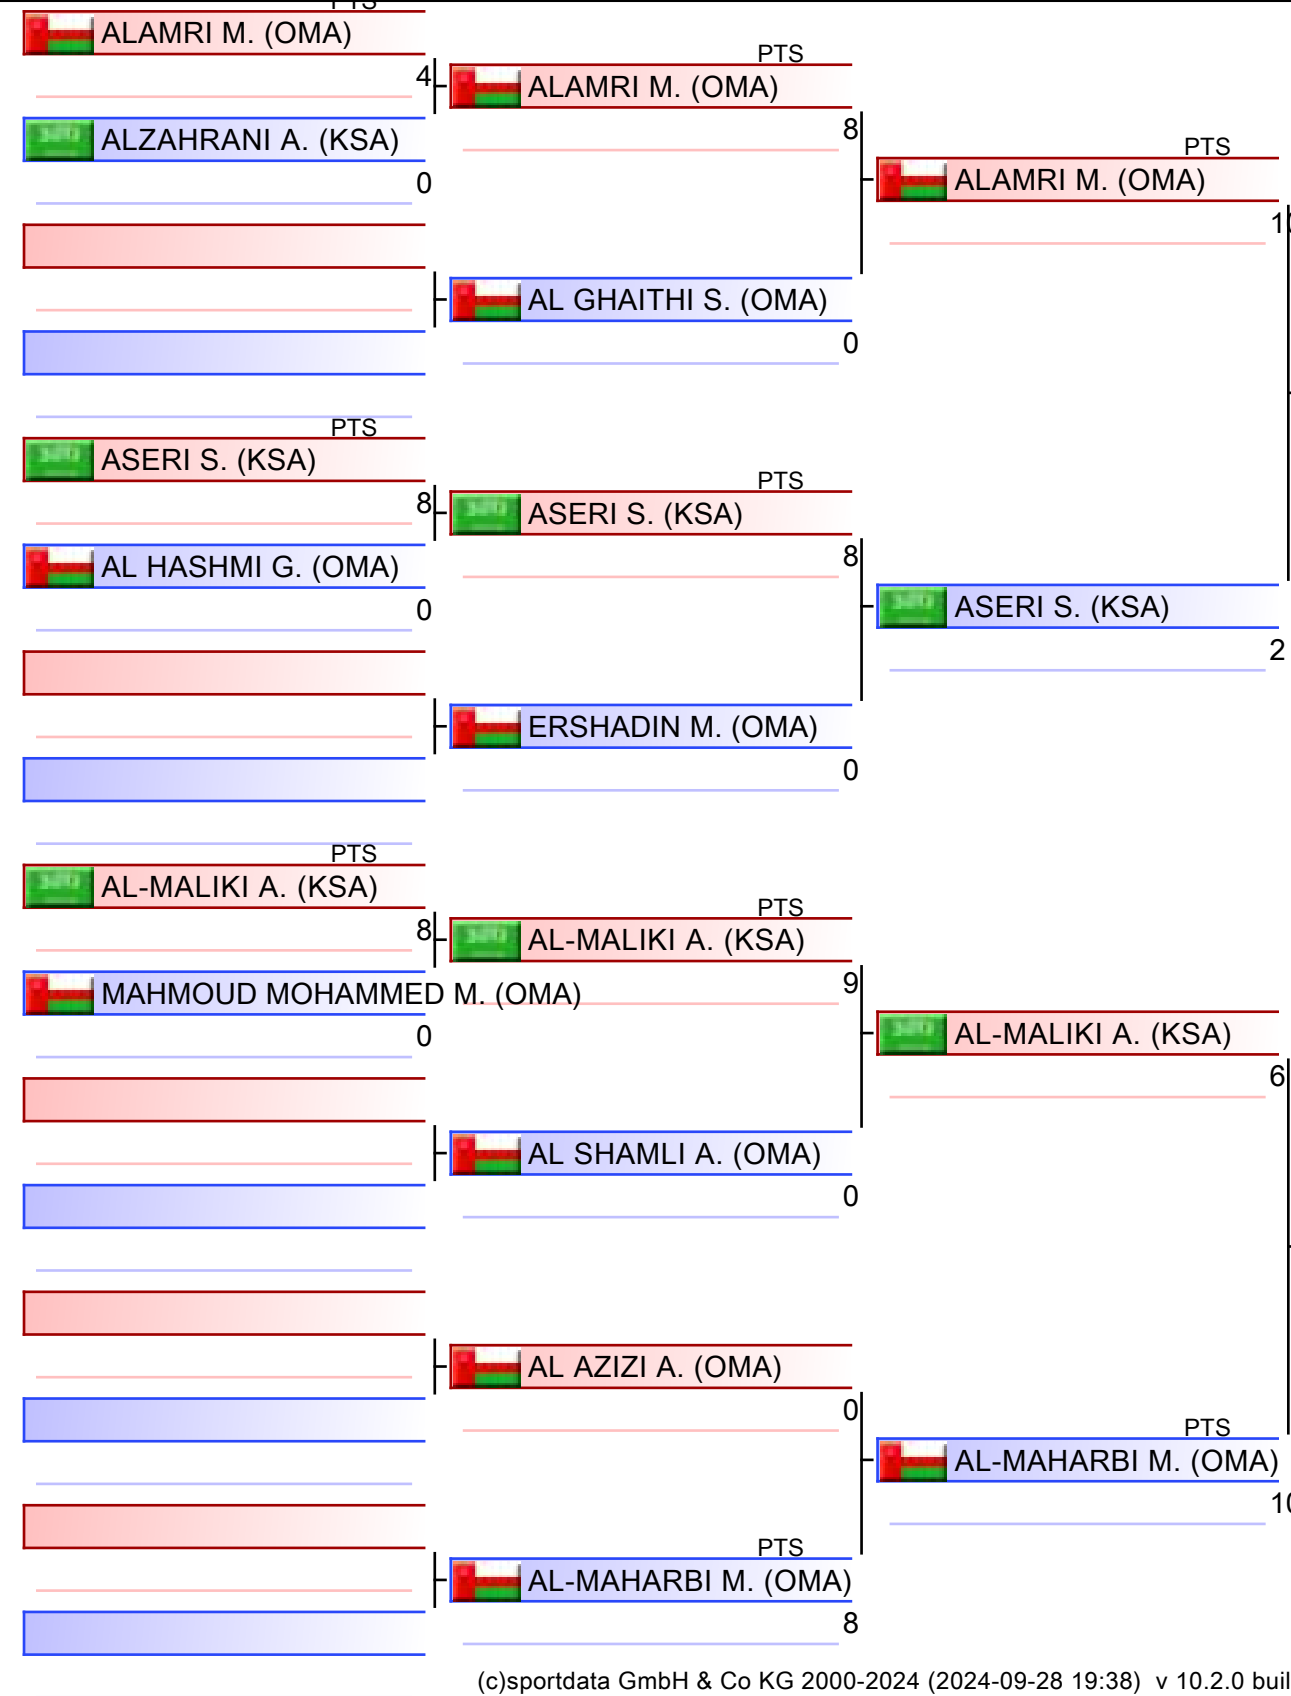 PTS
ALAMRI M. (OMA)
4
ALZAHRANI A. (KSA)
0
PTS
ASERI S. (KSA)
8
AL HASHMI G. (OMA)
0
PTS
AL-MALIKI A. (KSA)
8
MAHMOUD MOHAMMED M. (OMA)
0
PTS
ALAMRI M. (OMA)
8
AL GHAITHI S. (OMA)
0
PTS
ASERI S. (KSA)
8
ERSHADIN M. (OMA)
0
PTS
AL-MALIKI A. (KSA)
9
AL SHAMLI A. (OMA)
0
AL AZIZI A. (OMA)
0
PTS
AL-MAHARBI M. (OMA)
8
PTS
ALAMRI M. (OMA)
10
ASERI S. (KSA)
2
AL-MALIKI A. (KSA)
6
PTS
AL-MAHARBI M. (OMA)
10
(c)sportdata GmbH & Co KG 2000-2024 (2024-09-28 19:38) v 10.2.0 buil